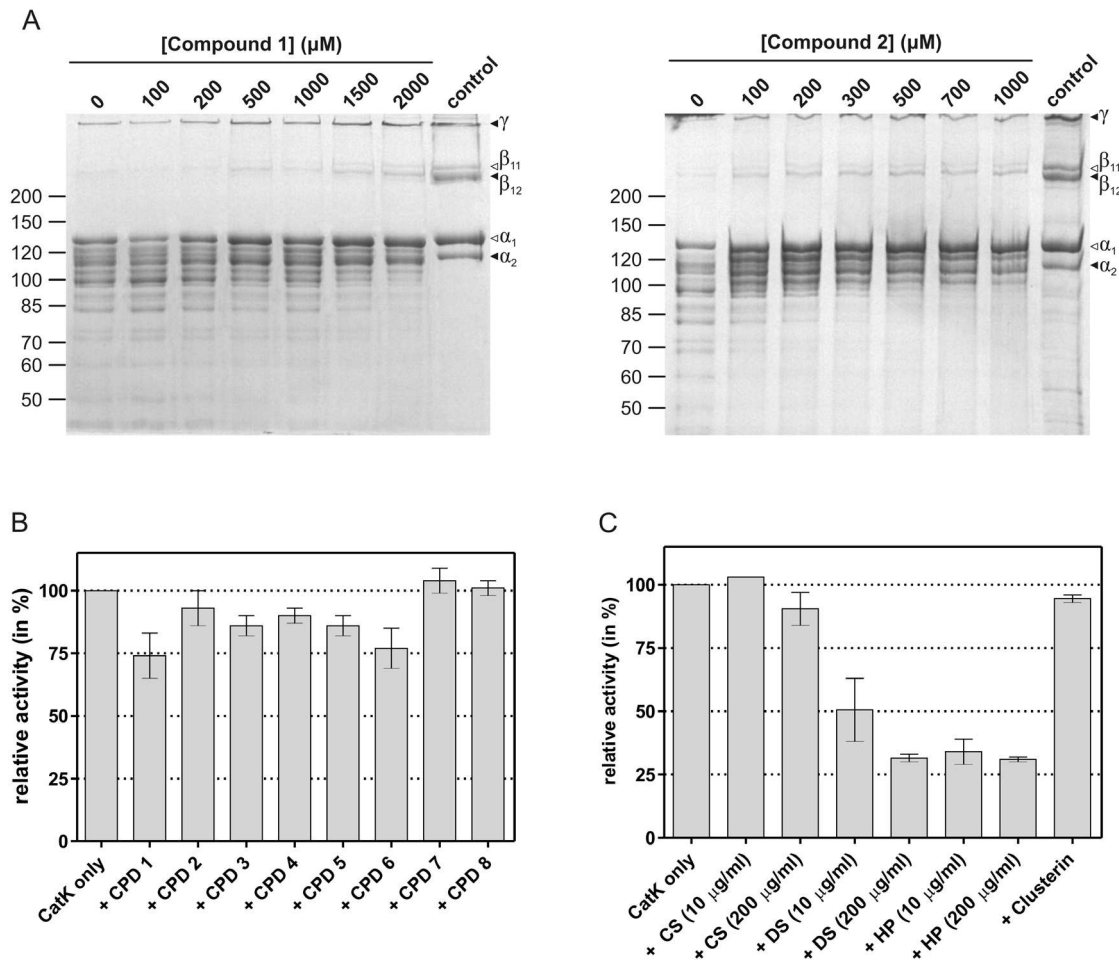 A
[Compound 1] (µM)
0 100 200 500 1000 1500 2000 control
γ
β11
β12
α1
α2
200
150
120
100
85
70
60
50
[Compound 2] (µM)
0 100 200 300 500 700 1000 control
γ
β11
β12
α1
α2
200
150
120
100
85
70
60
50
B
relative activity (in %)
100
75
50
25
0
CatK only
+ CPD 1
+ CPD 2
+ CPD 3
+ CPD 4
+ CPD 5
+ CPD 6
+ CPD 7
+ CPD 8
C
relative activity (in %)
100
75
50
25
0
CatK only
+ CS (10 µg/ml)
+ CS (200 µg/ml)
+ DS (10 µg/ml)
+ DS (200 µg/ml)
+ HP (10 µg/ml)
+ HP (200 µg/ml)
+ Clusterin